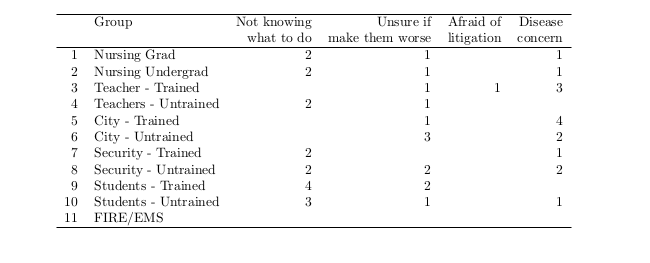 Group Not knowing Unsure if Afraid of Disease
what to do make them worse litigation concern
1 Nursing Grad 2 1 1
2 Nursing Undergrad 2 1 1
3 Teacher - Trained 1 1 3
4 Teachers - Untrained 2 1
5 City - Trained 1 4
6 City - Untrained 3 2
7 Security - Trained 2 1
8 Security - Untrained 2 2 2
9 Students - Trained 4 2
10 Students - Untrained 3 1 1
11 FIRE/EMS